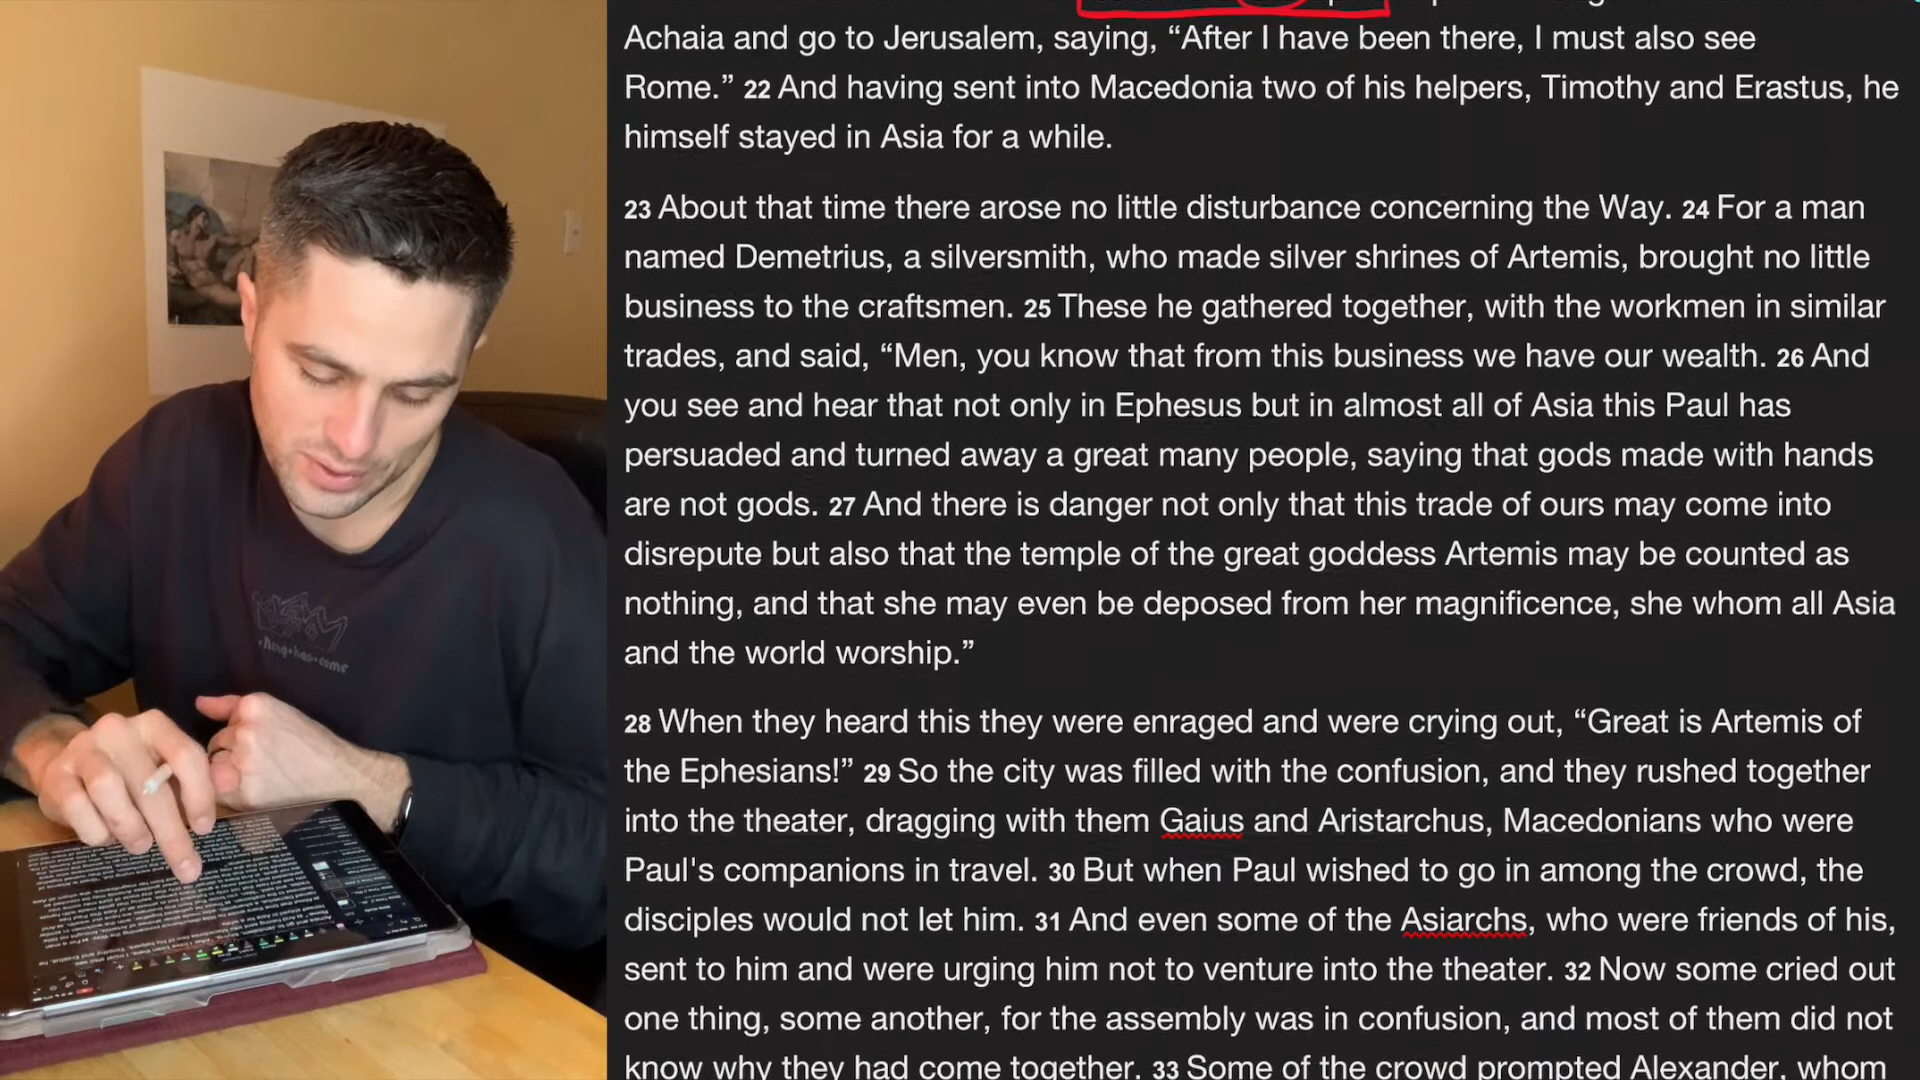 Achaia and go to Jerusalem, saying, “After I have been there, I must also see
Rome.” 22 And having sent into Macedonia two of his helpers, Timothy and Erastus, he
himself stayed in Asia for a while.
23 About that time there arose no little disturbance concerning the Way. 24 For a man
named Demetrius, a silversmith, who made silver shrines of Artemis, brought no little
business to the craftsmen. 25 These he gathered together, with the workmen in similar
trades, and said, “Men, you know that from this business we have our wealth. 26 And
you see and hear that not only in Ephesus but in almost all of Asia this Paul has
persuaded and turned away a great many people, saying that gods made with hands
are not gods. 27 And there is danger not only that this trade of ours may come into
disrepute but also that the temple of the great goddess Artemis may be counted as
nothing, and that she may even be deposed from her magnificence, she whom all Asia
and the world worship.”
28 When they heard this they were enraged and were crying out, “Great is Artemis of
the Ephesians!” 29 So the city was filled with the confusion, and they rushed together
into the theater, dragging with them Gaius and Aristarchus, Macedonians who were
Paul's companions in travel. 30 But when Paul wished to go in among the crowd, the
disciples would not let him. 31 And even some of the Asiarchs, who were friends of his,
sent to him and were urging him not to venture into the theater. 32 Now some cried out
one thing, some another, for the assembly was in confusion, and most of them did not
know why they had come together. 33 Some of the crowd prompted Alexander, whom
has•come